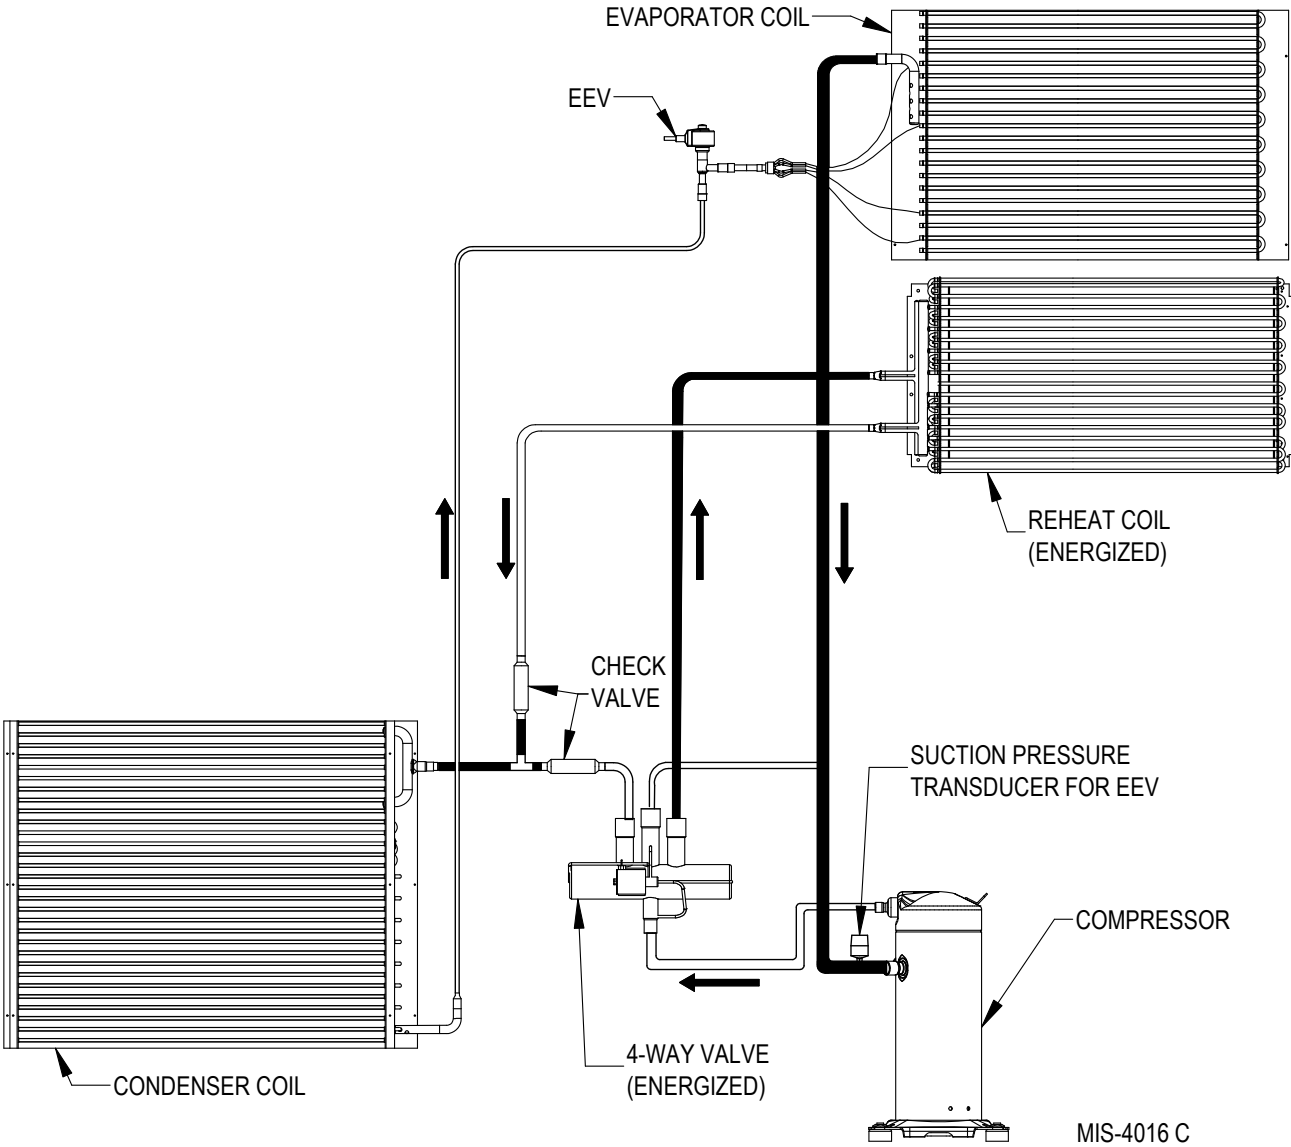 EVAPORATOR COIL
EEV
REHEAT COIL
(ENERGIZED)
CHECK
VALVE
SUCTION PRESSURE
TRANSDUCER FOR EEV
COMPRESSOR
4-WAY VALVE
(ENERGIZED)
CONDENSER COIL
MIS-4016 C